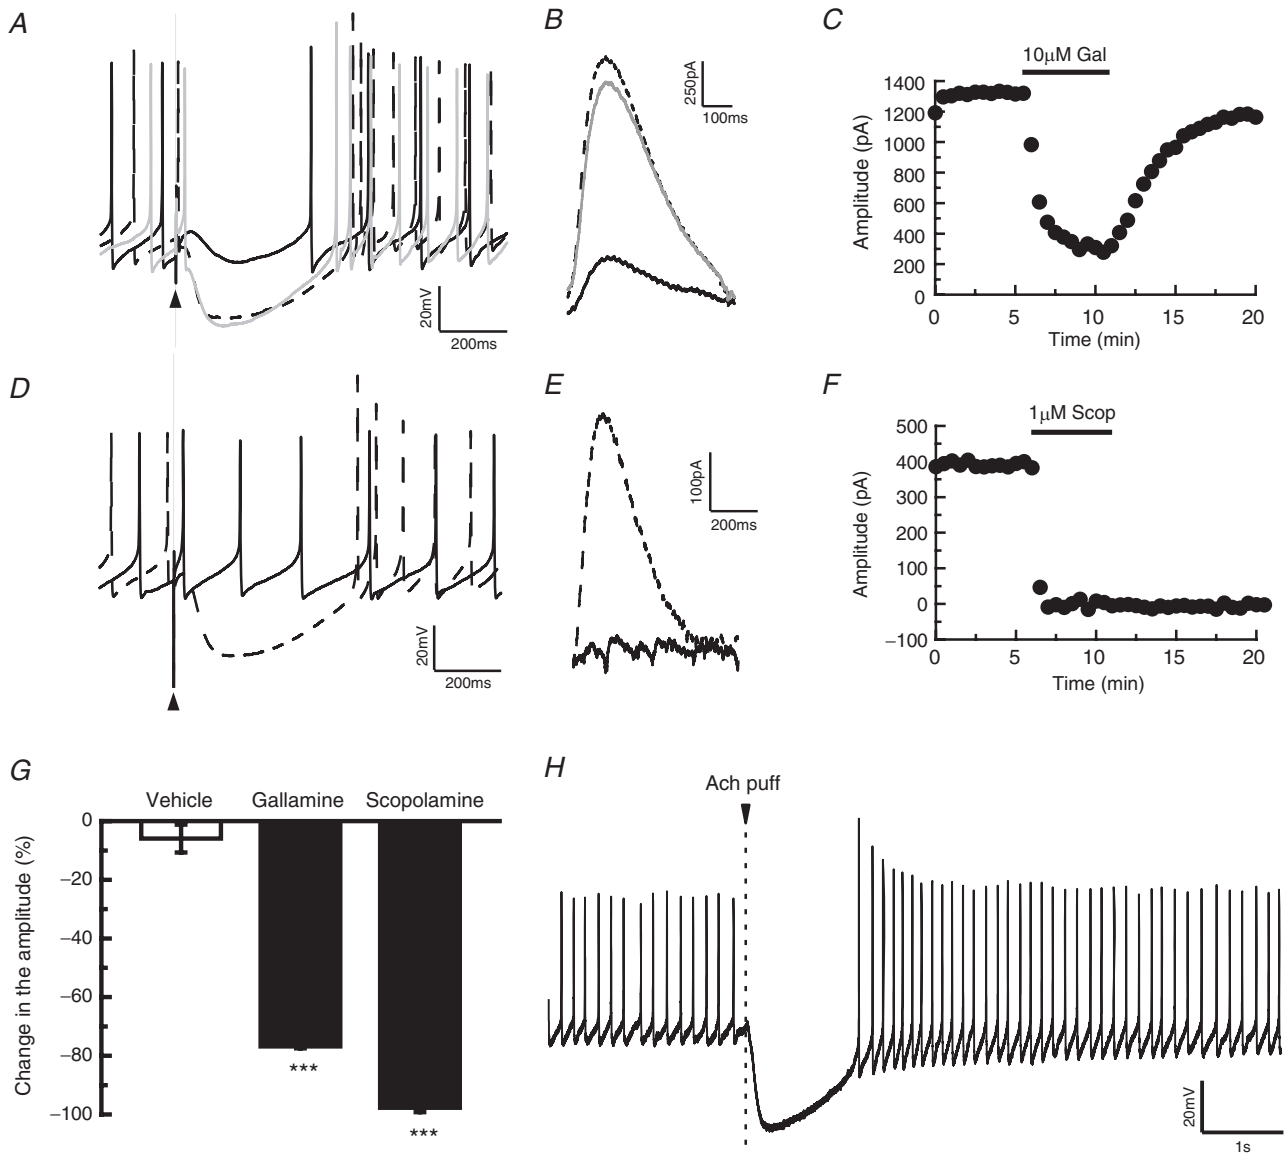 A
20mV
200ms
B
250pA
100ms
C
10μM Gal
Amplitude (pA)
1400
1200
1000
800
600
400
200
0
0 5 10 15 20
Time (min)
D
20mV
200ms
E
100pA
200ms
F
1μM Scop
Amplitude (pA)
500
400
300
200
100
0
−100
0 5 10 15 20
Time (min)
G
Vehicle Gallamine Scopolamine
Change in the amplitude (%)
0
−20
−40
−60
−80
−100
***
***
H
Ach puff
20mV
1s